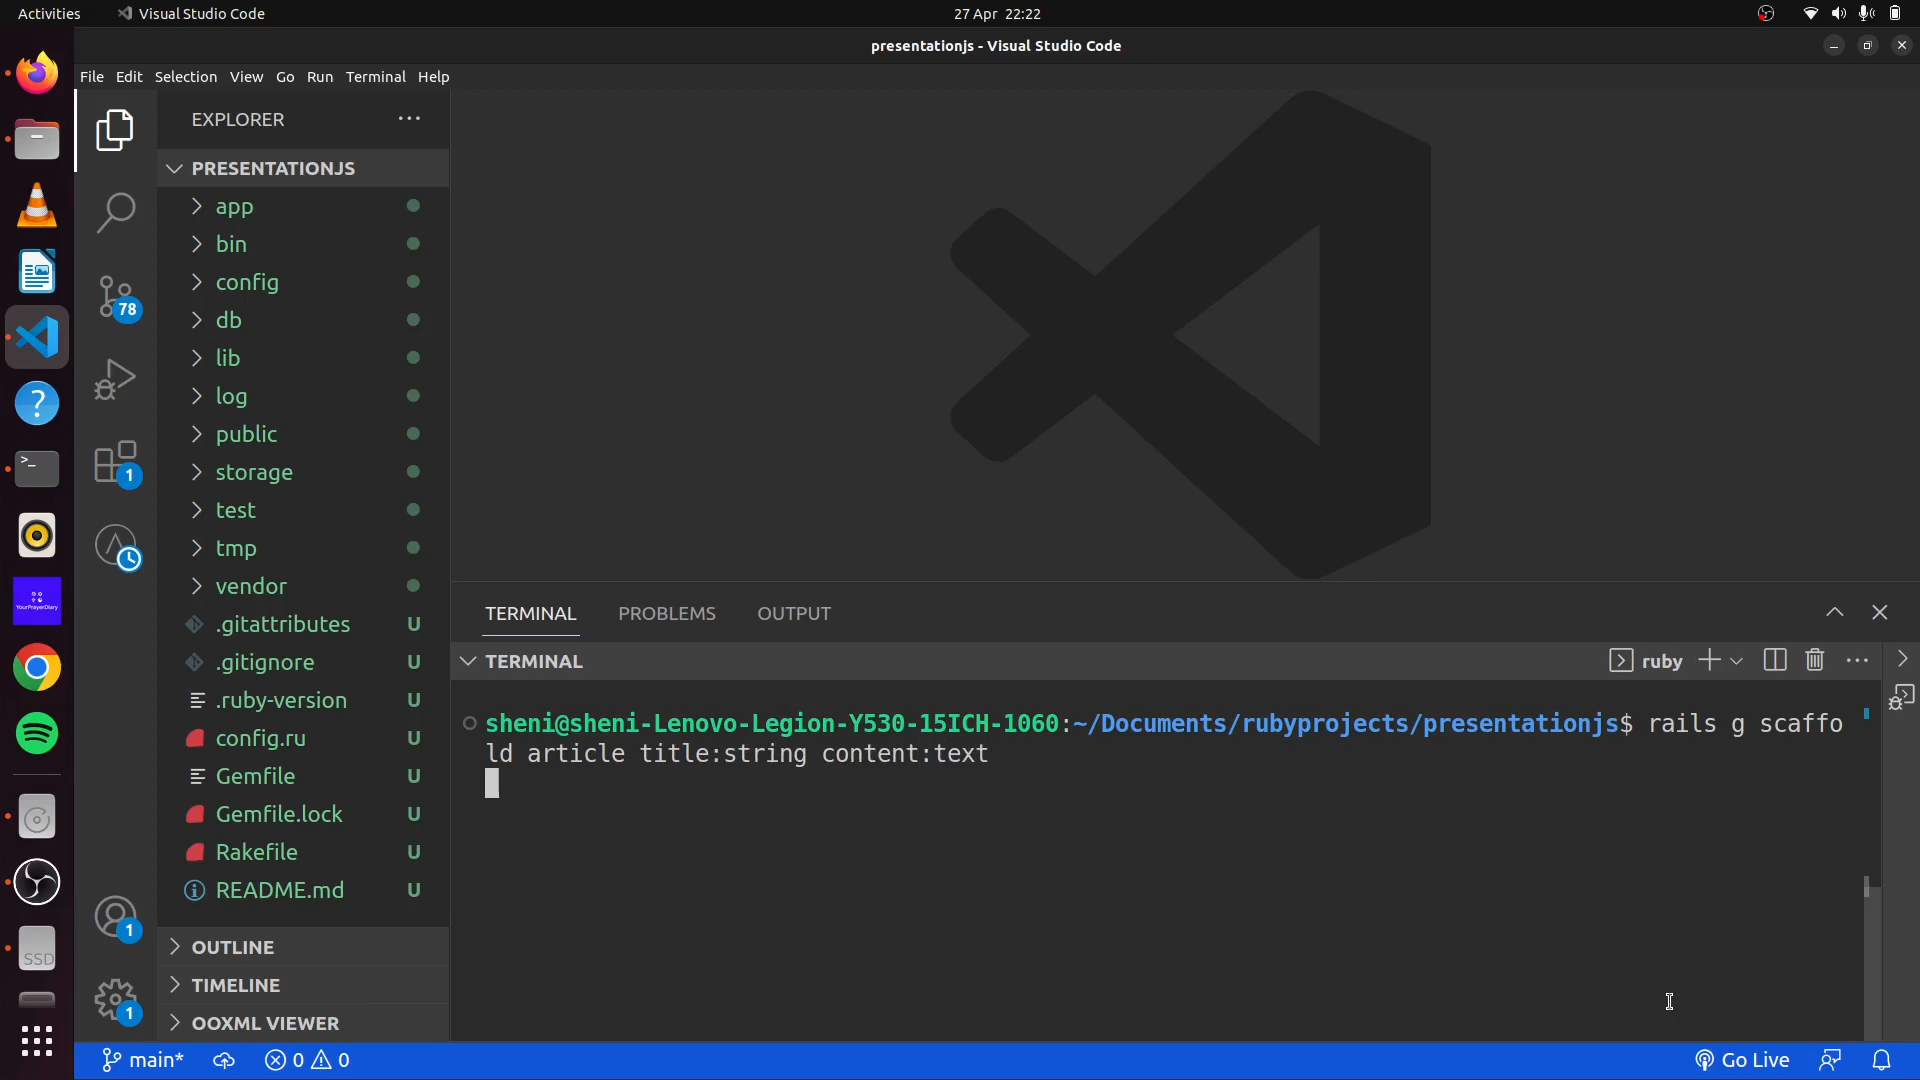 Activities
Visual Studio Code
27 Apr 22:22
presentationjs - Visual Studio Code
File Edit Selection View Go Run Terminal Help
EXPLORER
PRESENTATIONJS
app
bin
config
db
lib
log
public
storage
test
tmp
vendor
.gitattributes U
.gitignore U
.ruby-version U
config.ru U
Gemfile U
Gemfile.lock U
Rakefile U
README.md U
OUTLINE
TIMELINE
OOXML VIEWER
78
1
1
1
YourPrayerDiary
SSD
TERMINAL PROBLEMS OUTPUT
TERMINAL
ruby
sheni@sheni-Lenovo-Legion-Y530-15ICH-1060:~/Documents/rubyprojects/presentationjs$ rails g scaffo
ld article title:string content:text
main* 0 0
Go Live